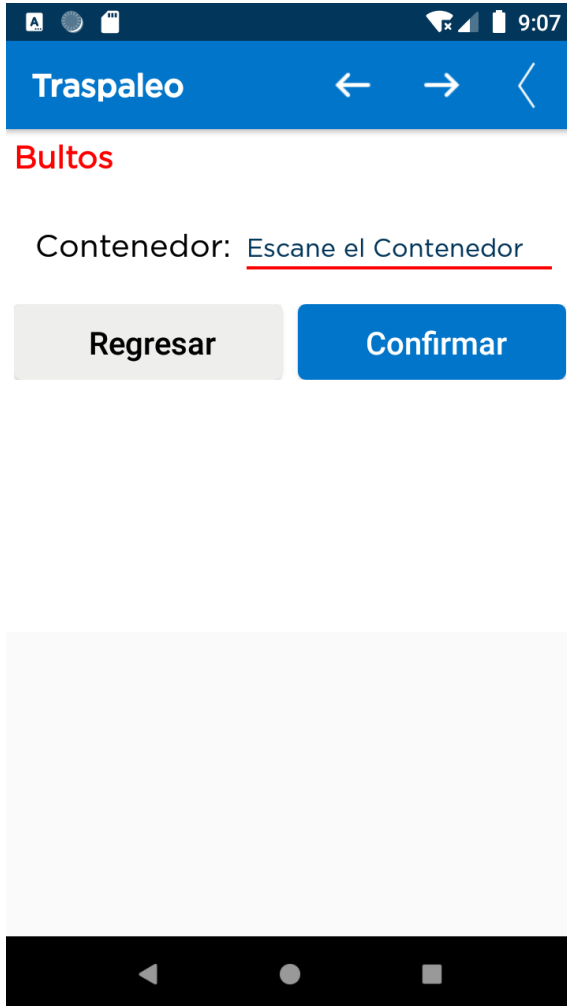 A 9:07
Traspaleo
Bultos
Contenedor: Escane el Contenedor
Regresar Confirmar